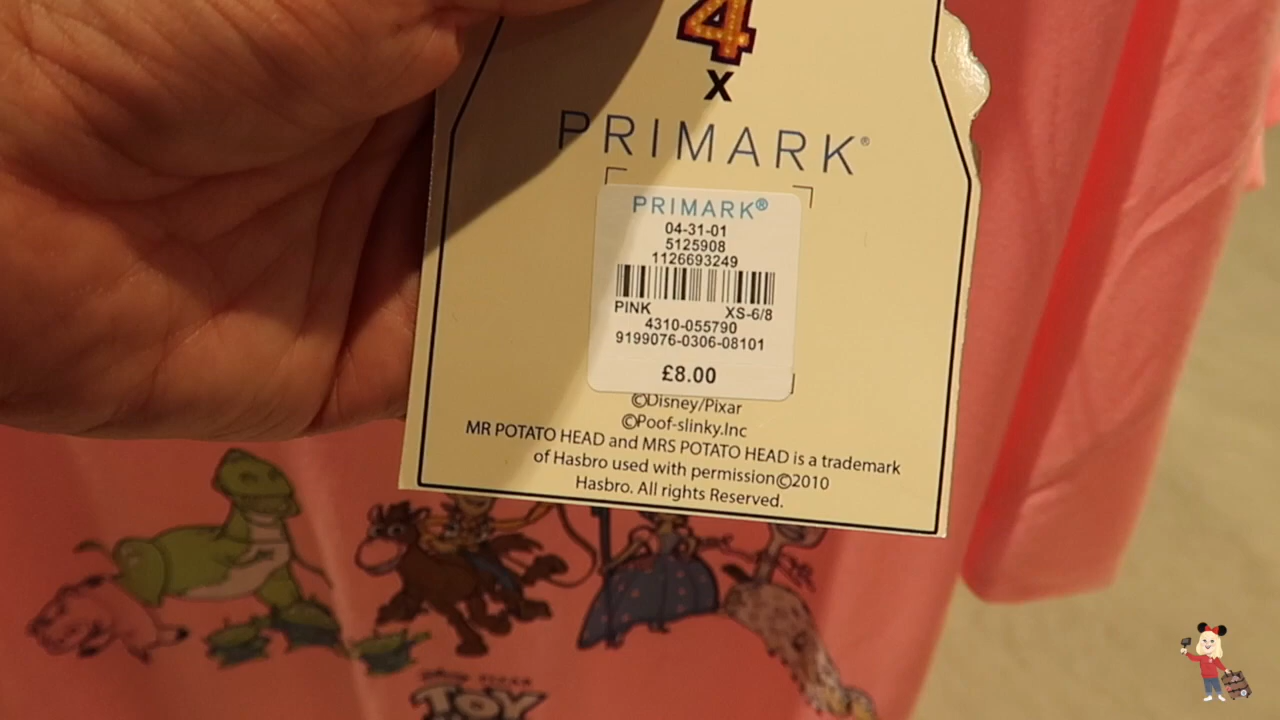 4
X
PRIMARK®
PRIMARK®
04-31-01
5125908
1126693249
PINK XS-6/8
4310-055790
9199076-0306-08101
£8.00
©Disney/Pixar
©Poof-slinky.Inc
MR POTATO HEAD and MRS POTATO HEAD is a trademark
of Hasbro used with permission©2010
Hasbro. All rights Reserved.
DISNEY PIXAR
TOY